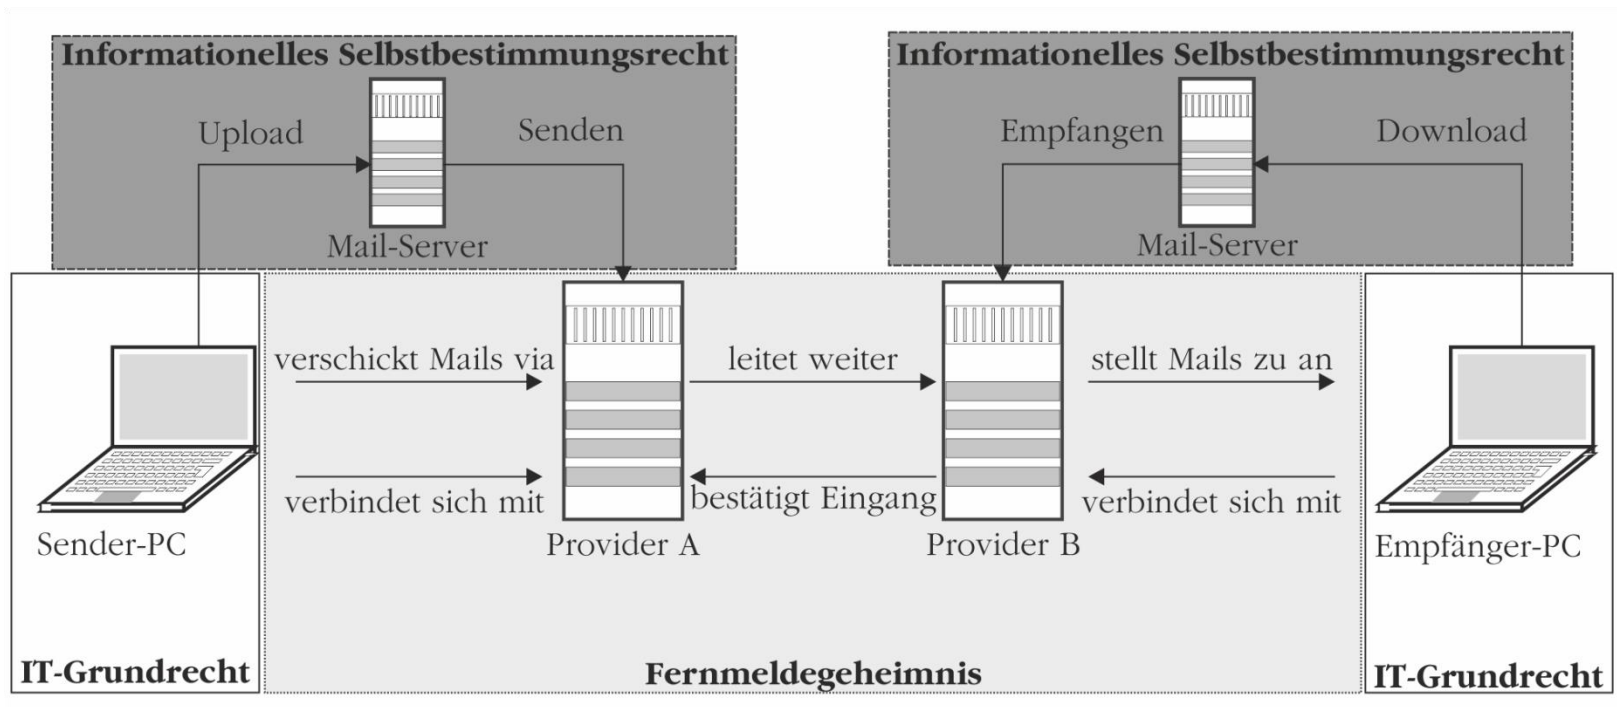 Informationelles Selbstbestimmungsrecht
Informationelles Selbstbestimmungsrecht
Upload
Senden
Empfangen
Download
Mail-Server
Mail-Server
verschickt Mails via
leitet weiter
stellt Mails zu an
verbindet sich mit
bestätigt Eingang
verbindet sich mit
Sender-PC
Provider A
Provider B
Empfänger-PC
IT-Grundrecht
Fernmeldegeheimnis
IT-Grundrecht